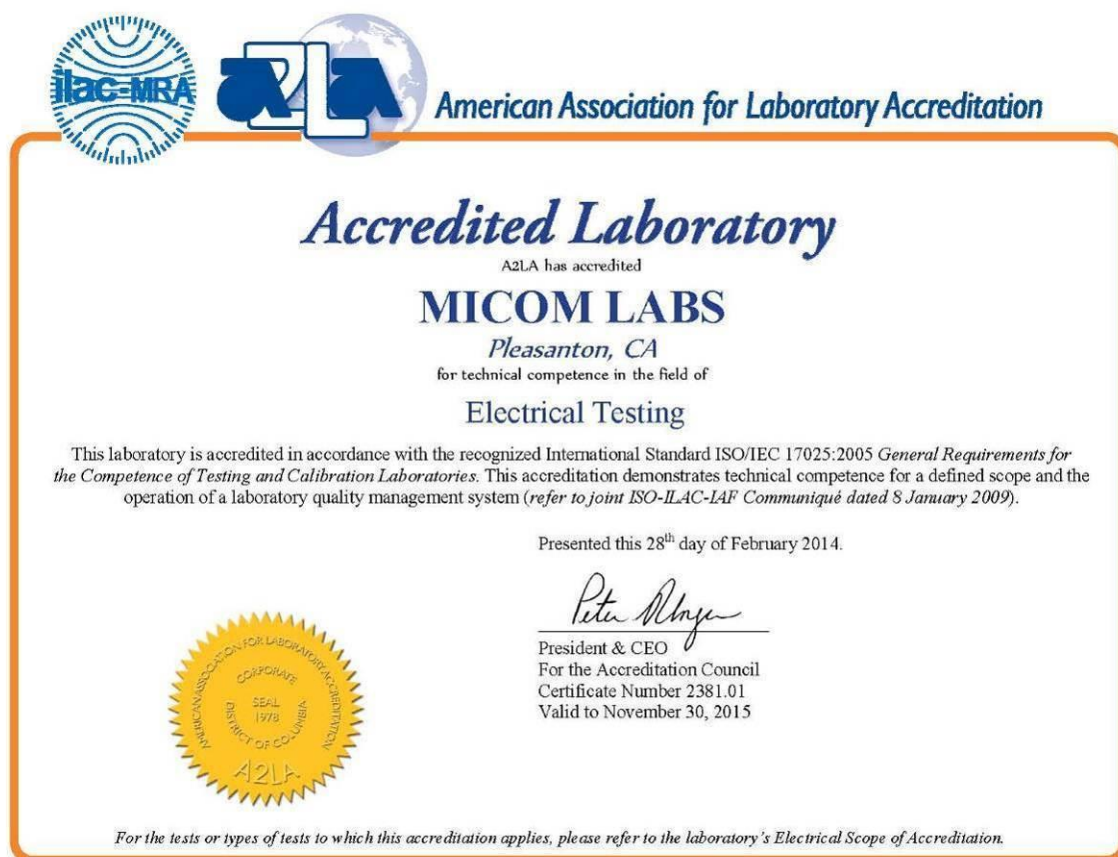 ilac-MRA
A2LA
American Association for Laboratory Accreditation
Accredited Laboratory
A2LA has accredited
MICOM LABS
Pleasanton, CA
for technical competence in the field of
Electrical Testing
This laboratory is accredited in accordance with the recognized International Standard ISO/IEC 17025:2005 General Requirements for
the Competence of Testing and Calibration Laboratories. This accreditation demonstrates technical competence for a defined scope and the
operation of a laboratory quality management system (refer to joint ISO-ILAC-IAF Communiqué dated 8 January 2009).
Presented this 28th day of February 2014.
President & CEO
For the Accreditation Council
Certificate Number 2381.01
Valid to November 30, 2015
AMERICAN ASSOCIATION FOR LABORATORY ACCREDITATION
CORPORATE
SEAL
1978
DISTRICT OF COLUMBIA
A2LA
For the tests or types of tests to which this accreditation applies, please refer to the laboratory's Electrical Scope of Accreditation.